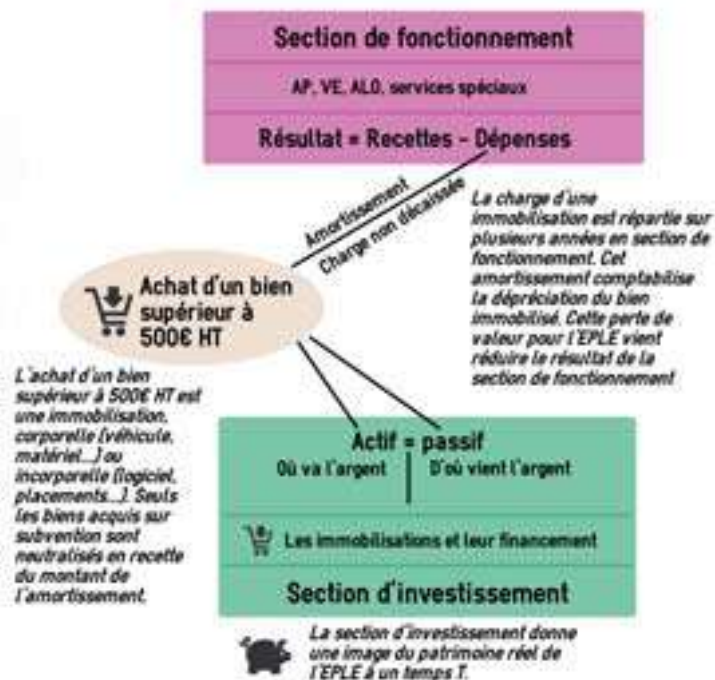 Section de fonctionnement
AP, VE, ALO, services spéciaux
Résultat = Recettes - Dépenses
Amortissement
Charge non décaissée
La charge d'une
immobilisation est répartie sur
plusieurs années en section de
fonctionnement. Cet
amortissement comptabilise
la dépréciation du bien
immobilisé. Cette perte de
valeur pour l'EPLE vient
réduire le résultat de la
section de fonctionnement
Achat d'un bien
supérieur à
500€ HT
L'achat d'un bien
supérieur à 500€ HT est
une immobilisation,
corporelle (véhicule,
matériel...) ou
incorporelle (logiciel,
placements...). Seuls
les biens acquis sur
subvention sont
neutralisés en recette
du montant de
l'amortissement.
Actif = passif
Où va l'argent
D'où vient l'argent
Les immobilisations et leur financement
Section d'investissement
La section d'investissement donne
une image du patrimoine réel de
l'EPLE à un temps T.